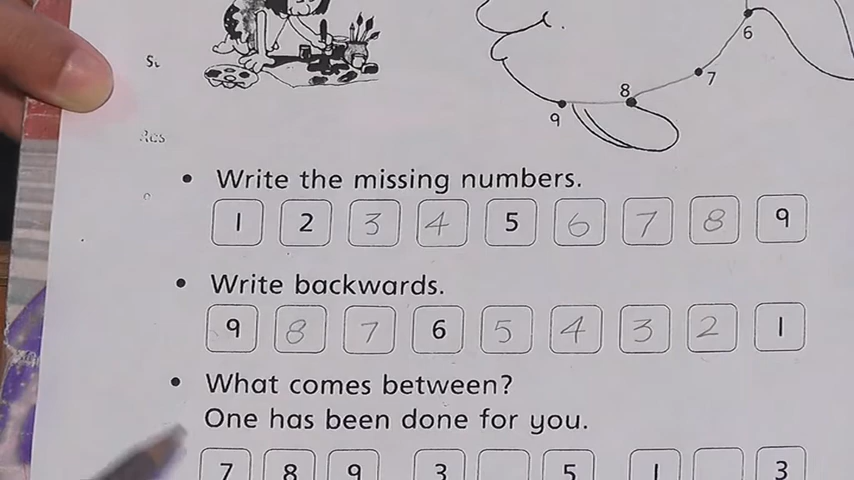 6
8
7
9
Write the missing numbers.
1 2 3 4 5 6 7 8 9
Write backwards.
9 8 7 6 5 4 3 2 1
What comes between?
One has been done for you.
7 8 9 3 5 1 3